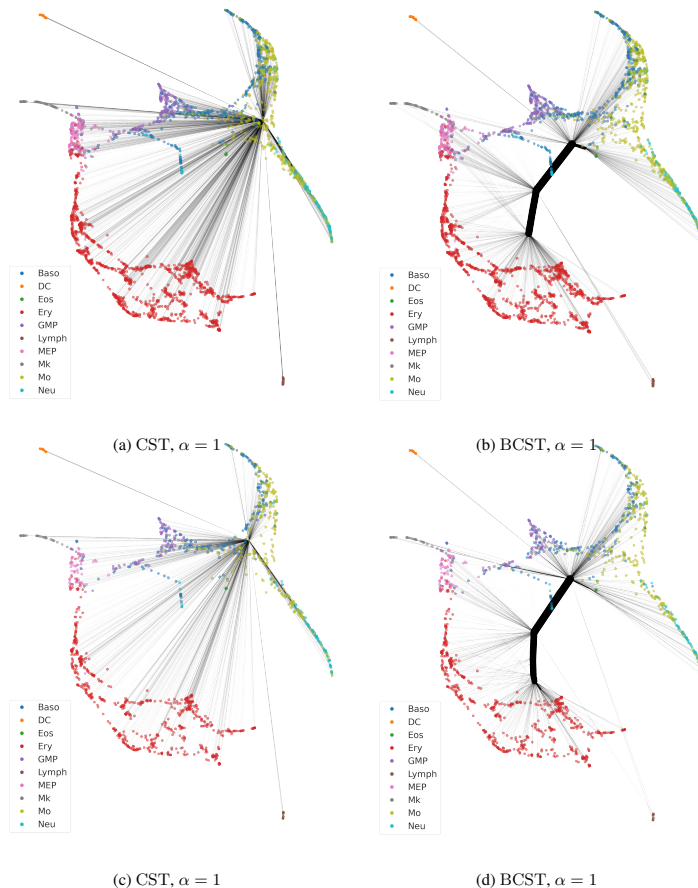 Baso
DC
Eos
Ery
GMP
Lymph
MEP
Mk
Mo
Neu
Baso
DC
Eos
Ery
GMP
Lymph
MEP
Mk
Mo
Neu
(a) CST, α = 1
(b) BCST, α = 1
Baso
DC
Eos
Ery
GMP
Lymph
MEP
Mk
Mo
Neu
Baso
DC
Eos
Ery
GMP
Lymph
MEP
Mk
Mo
Neu
(c) CST, α = 1
(d) BCST, α = 1